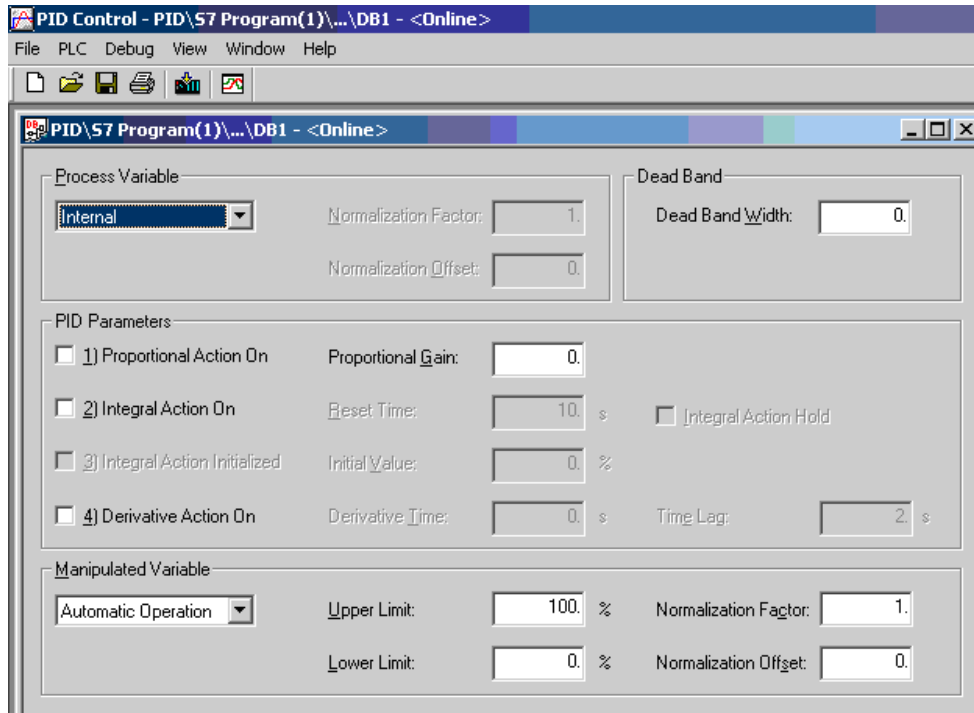 PID Control - PID\S7 Program(1)\...\DB1 - <Online>
File PLC Debug View Window Help
PID\S7 Program(1)\...\DB1 - <Online>
Process Variable
Internal
Normalization Factor: 1.
Normalization Offset: 0.
Dead Band
Dead Band Width: 0.
PID Parameters
1) Proportional Action On Proportional Gain: 0.
2) Integral Action On Reset Time: 10. s Integral Action Hold
3) Integral Action Initialized Initial Value: 0. %
4) Derivative Action On Derivative Time: 0. s Time Lag: 2. s
Manipulated Variable
Automatic Operation Upper Limit: 100. % Normalization Factor: 1.
Lower Limit: 0. % Normalization Offset: 0.